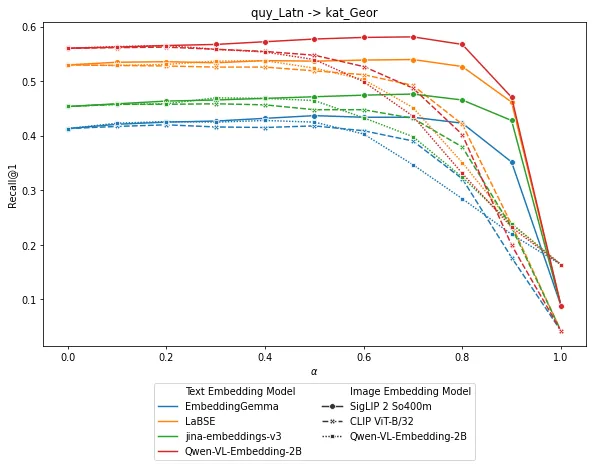 quy_Latn -> kat_Geor
0.6
0.5
0.4
0.3
0.2
0.1
Recall@1
0.0
0.2
0.4
0.6
0.8
1.0
α
Text Embedding Model
EmbeddingGemma
LaBSE
jina-embeddings-v3
Qwen-VL-Embedding-2B
Image Embedding Model
SigLIP 2 So400m
CLIP ViT-B/32
Qwen-VL-Embedding-2B